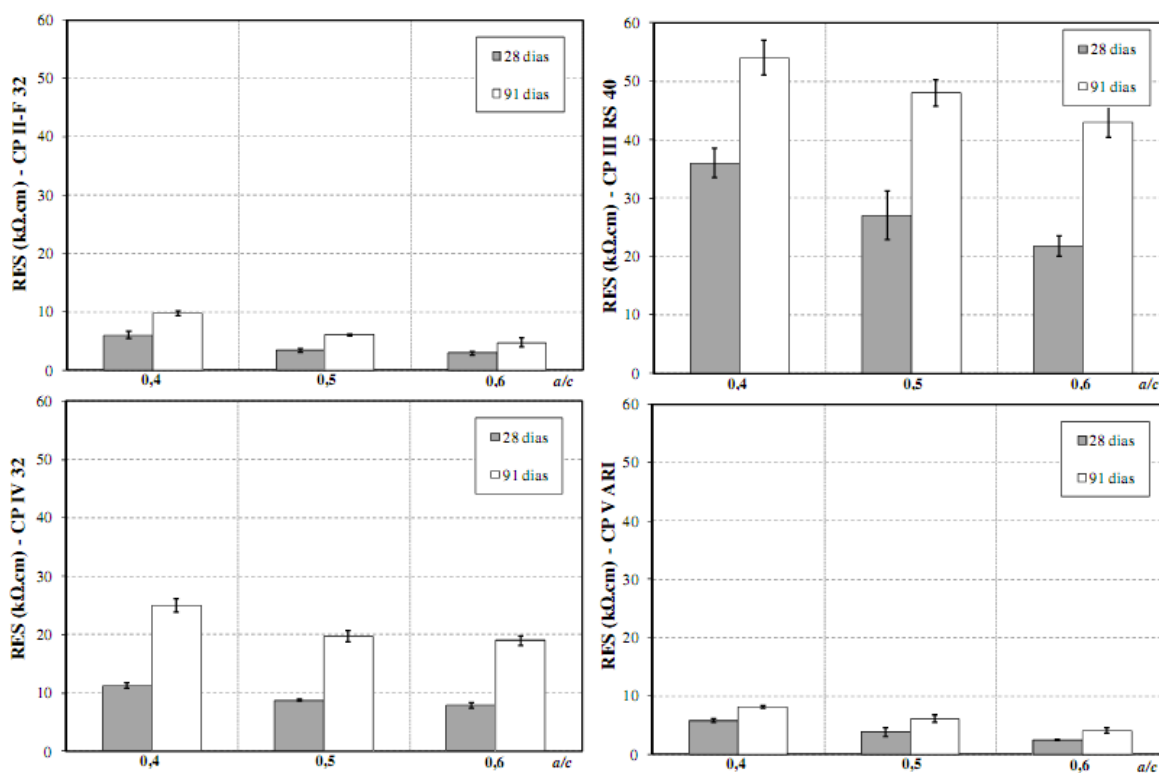 RES (kΩ.cm) - CP II-F 32
60
50
40
30
20
10
0
28 dias
91 dias
0,4
0,5
0,6
a/c
RES (kΩ.cm) - CP III RS 40
60
50
40
30
20
10
0
28 dias
91 dias
0,4
0,5
0,6
a/c
RES (kΩ.cm) - CP IV 32
60
50
40
30
20
10
0
28 dias
91 dias
0,4
0,5
0,6
a/c
RES (kΩ.cm) - CP V ARI
60
50
40
30
20
10
0
28 dias
91 dias
0,4
0,5
0,6
a/c